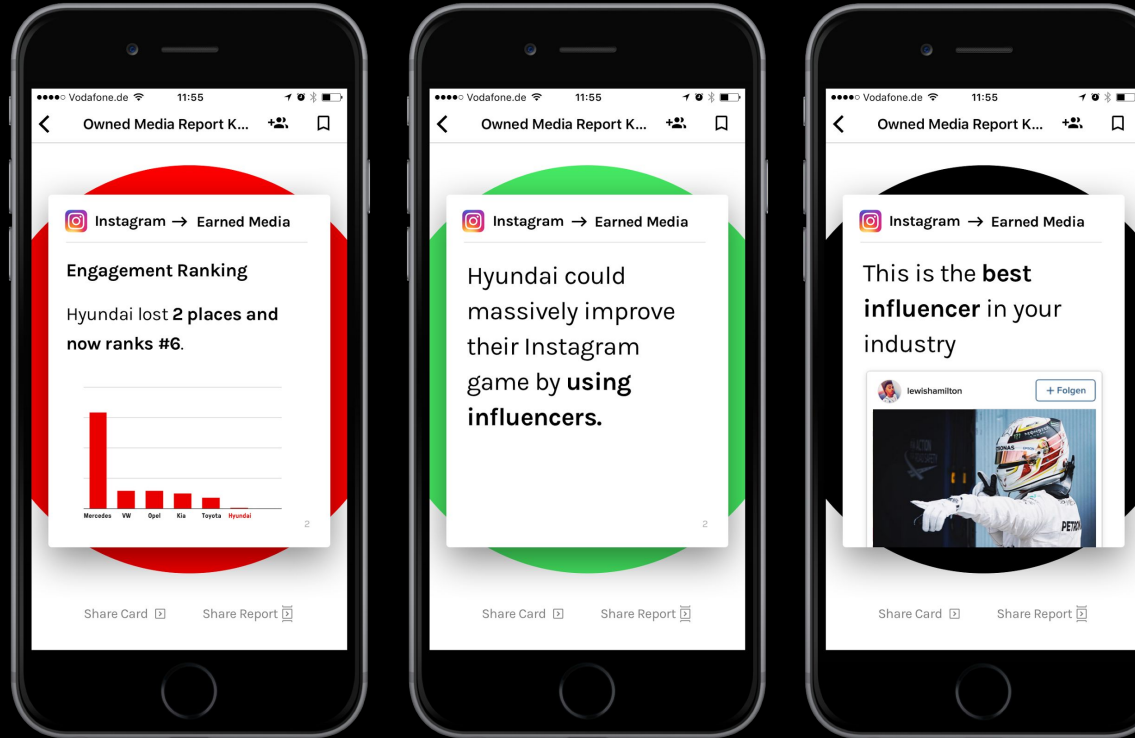 Vodafone.de
11:55
Owned Media Report K...
Instagram → Earned Media
Engagement Ranking
Hyundai lost 2 places and
now ranks #6.
Mercedes VW Opel Kia Toyota Hyundai
2
Share Card
Share Report
Vodafone.de
11:55
Owned Media Report K...
Instagram → Earned Media
Hyundai could
massively improve
their Instagram
game by using
influencers.
2
Share Card
Share Report
Vodafone.de
11:55
Owned Media Report K...
Instagram → Earned Media
This is the best
influencer in your
industry
lewishamilton
+ Folgen
PETRON
Share Card
Share Report